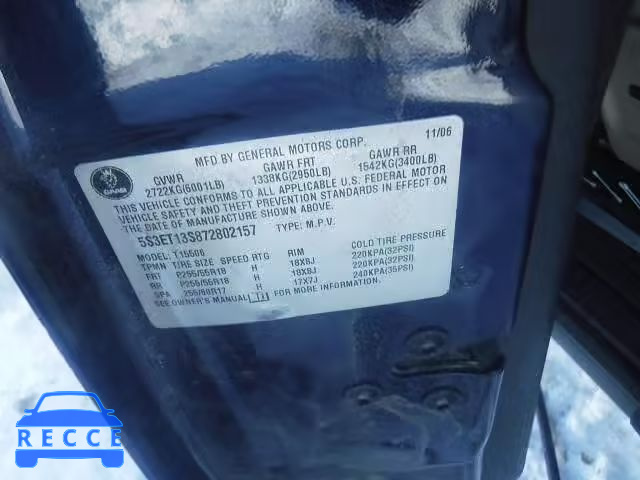 MFD BY GENERAL MOTORS CORP. 11/06
GVWR GAWR FRT GAWR RR
2722KG(6001LB) 1338KG(2950LB) 1542KG(3400LB)
THIS VEHICLE CONFORMS TO ALL APPLICABLE U.S. FEDERAL MOTOR
VEHICLE SAFETY AND THEFT PREVENTION STANDARDS IN EFFECT ON
THE DATE OF MANUFACTURE SHOWN ABOVE.
SAAB
5S3ET13S872802157 TYPE: M.P.V.
MODEL: T15506
TPMN TIRE SIZE SPEED RTG RIM COLD TIRE PRESSURE
FRT P255/55R18 H 18X8J 220KPA(32PSI)
RR P255/55R18 H 18X8J 220KPA(32PSI)
SPA 255/60R17 H 17X7J 240KPA(35PSI)
SEE OWNER'S MANUAL FOR MORE INFORMATION.
RECCE